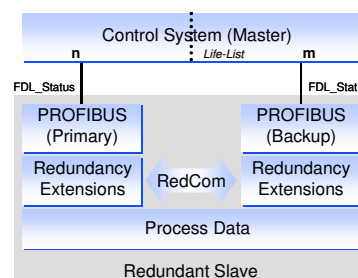 Control System (Master)
n Life-List m
FDL_Status FDL_Stat
PROFIBUS PROFIBUS
(Primary) (Backup)
Redundancy RedCom Redundancy
Extensions Extensions
Process Data
Redundant Slave